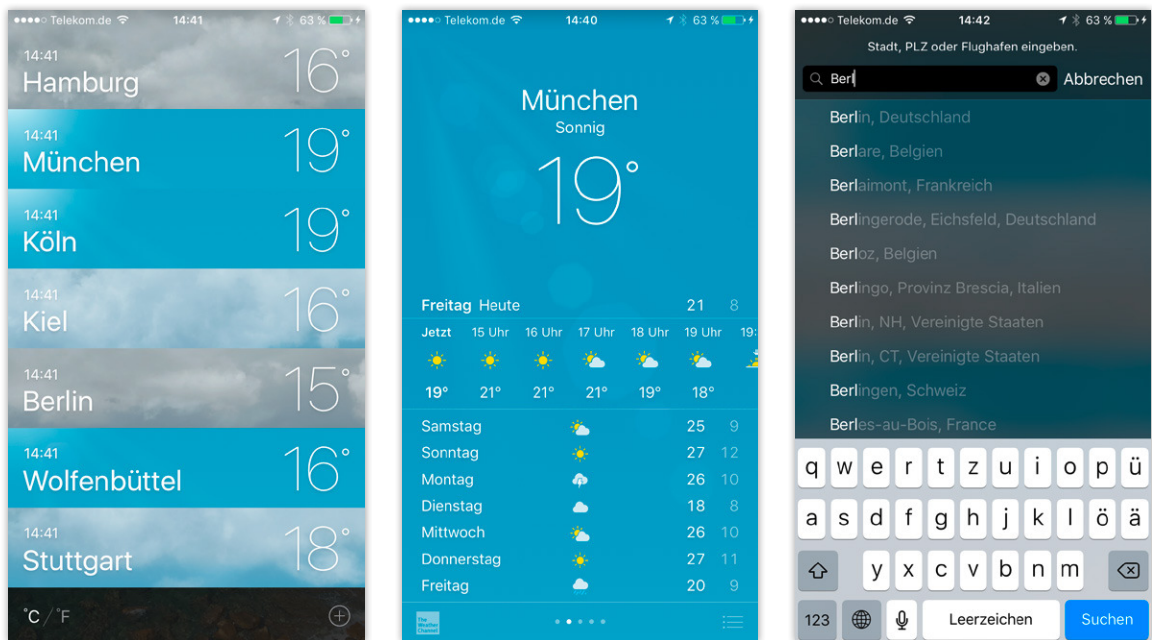 Telekom.de 14:41 63 %
14:41
Hamburg 16°
14:41
München 19°
14:41
Köln 19°
14:41
Kiel 16°
14:41
Berlin 15°
14:41
Wolfenbüttel 16°
14:41
Stuttgart 18°
°C / °F
Telekom.de 14:40 63 %
München
Sonnig
19°
Freitag Heute 21 8
Jetzt 15 Uhr 16 Uhr 17 Uhr 18 Uhr 19 Uhr 19:
19° 21° 21° 21° 19° 18°
Samstag 25 9
Sonntag 27 12
Montag 26 10
Dienstag 18 8
Mittwoch 26 10
Donnerstag 27 11
Freitag 20 9
The
Weather
Channel
Telekom.de 14:42 63 %
Stadt, PLZ oder Flughafen eingeben.
Berl Abbrechen
Berlin, Deutschland
Berlare, Belgien
Berlaimont, Frankreich
Berlingerode, Eichsfeld, Deutschland
Berloz, Belgien
Berlingo, Provinz Brescia, Italien
Berlin, NH, Vereinigte Staaten
Berlin, CT, Vereinigte Staaten
Berlingen, Schweiz
Berles-au-Bois, France
q w e r t z u i o p ü
a s d f g h j k l ö ä
y x c v b n m
123 Leerzeichen Suchen